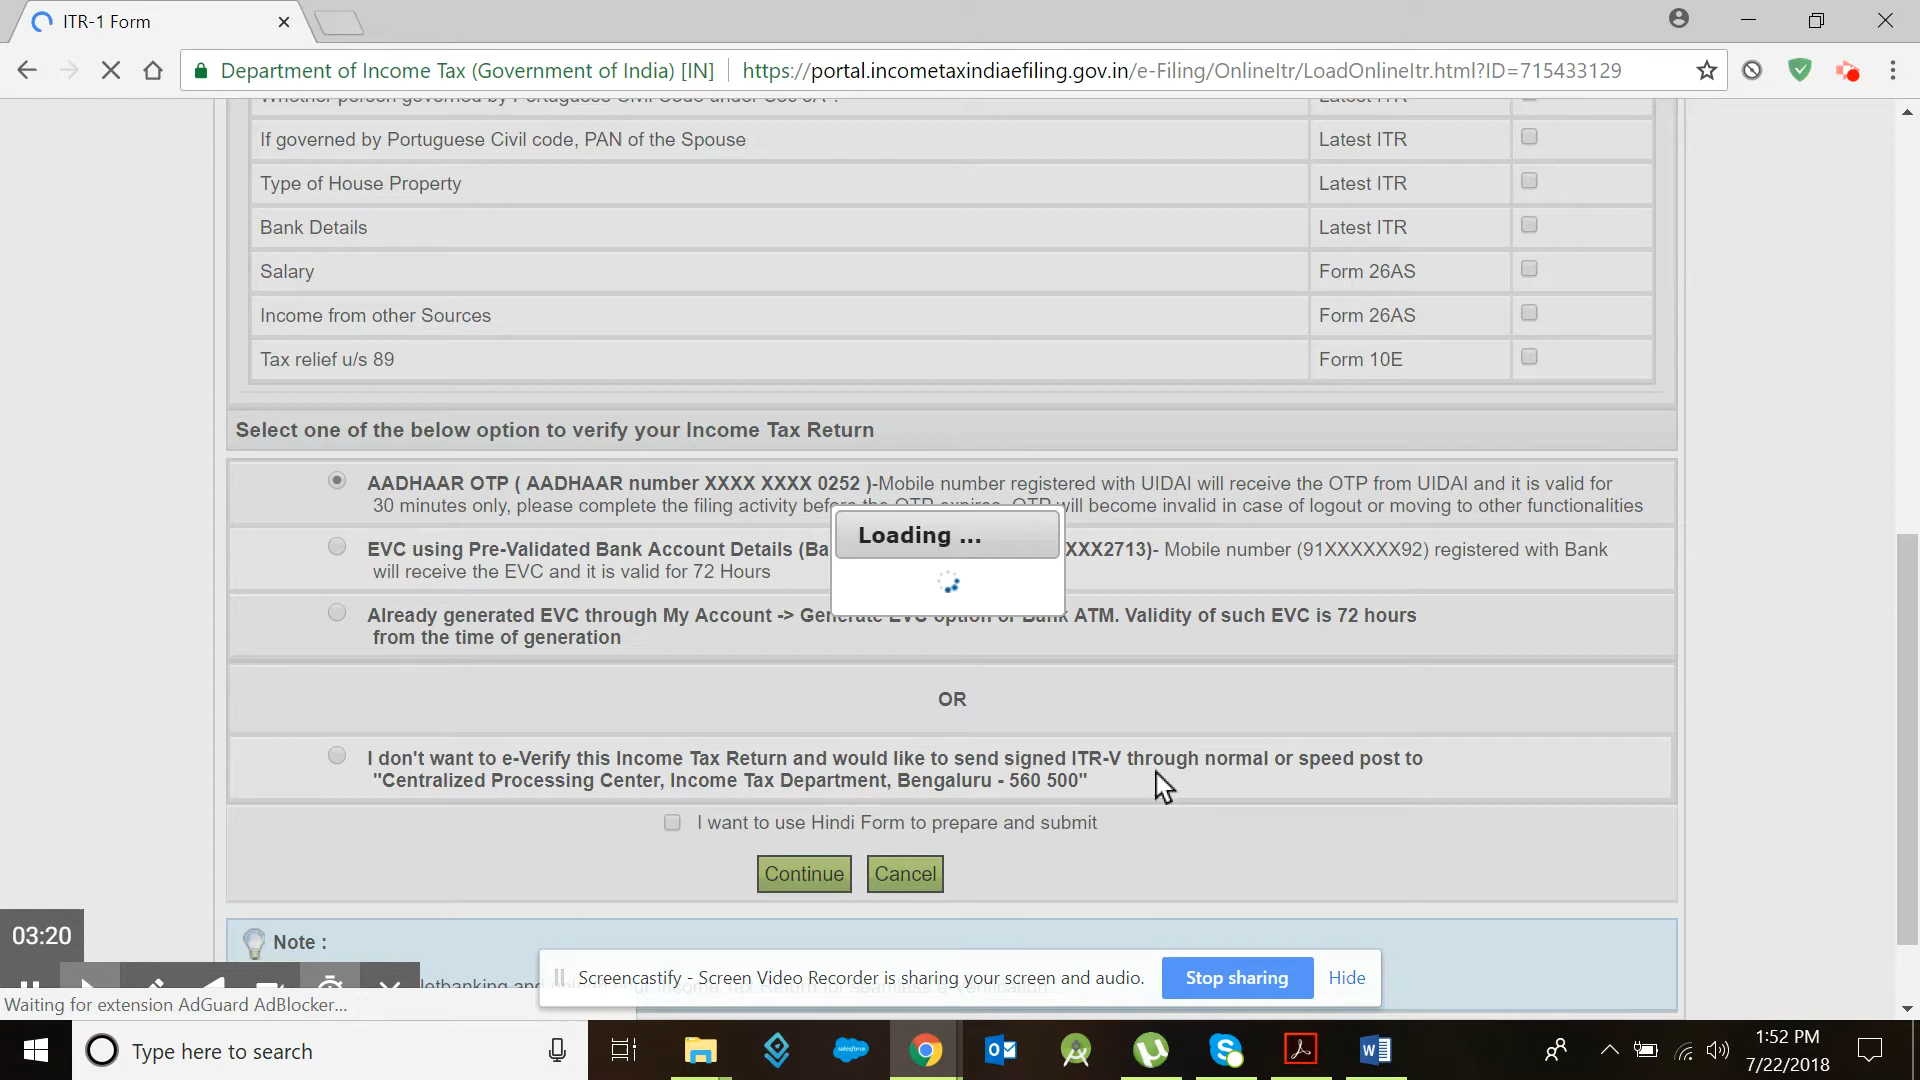 ITR-1 Form
Department of Income Tax (Government of India) [IN] https://portal.incometaxindiaefiling.gov.in/e-Filing/OnlineItr/LoadOnlineItr.html?ID=715433129
If governed by Portuguese Civil code, PAN of the Spouse Latest ITR
Type of House Property Latest ITR
Bank Details Latest ITR
Salary Form 26AS
Income from other Sources Form 26AS
Tax relief u/s 89 Form 10E
Select one of the below option to verify your Income Tax Return
AADHAAR OTP ( AADHAAR number XXXX XXXX 0252 )-Mobile number registered with UIDAI will receive the OTP from UIDAI and it is valid for
30 minutes only, please complete the filing activity before the OTP expires. OTP will become invalid in case of logout or moving to other functionalities
Loading ...
EVC using Pre-Validated Bank Account Details (Ba XXX2713)- Mobile number (91XXXXXX92) registered with Bank
will receive the EVC and it is valid for 72 Hours
Already generated EVC through My Account -> Generate EVC option or Bank ATM. Validity of such EVC is 72 hours
from the time of generation
OR
I don't want to e-Verify this Income Tax Return and would like to send signed ITR-V through normal or speed post to
"Centralized Processing Center, Income Tax Department, Bengaluru - 560 500"
I want to use Hindi Form to prepare and submit
Continue Cancel
03:20
Note :
Screencastify - Screen Video Recorder is sharing your screen and audio. Stop sharing Hide
Waiting for extension AdGuard AdBlocker...
Type here to search
salesforce
1:52 PM
7/22/2018